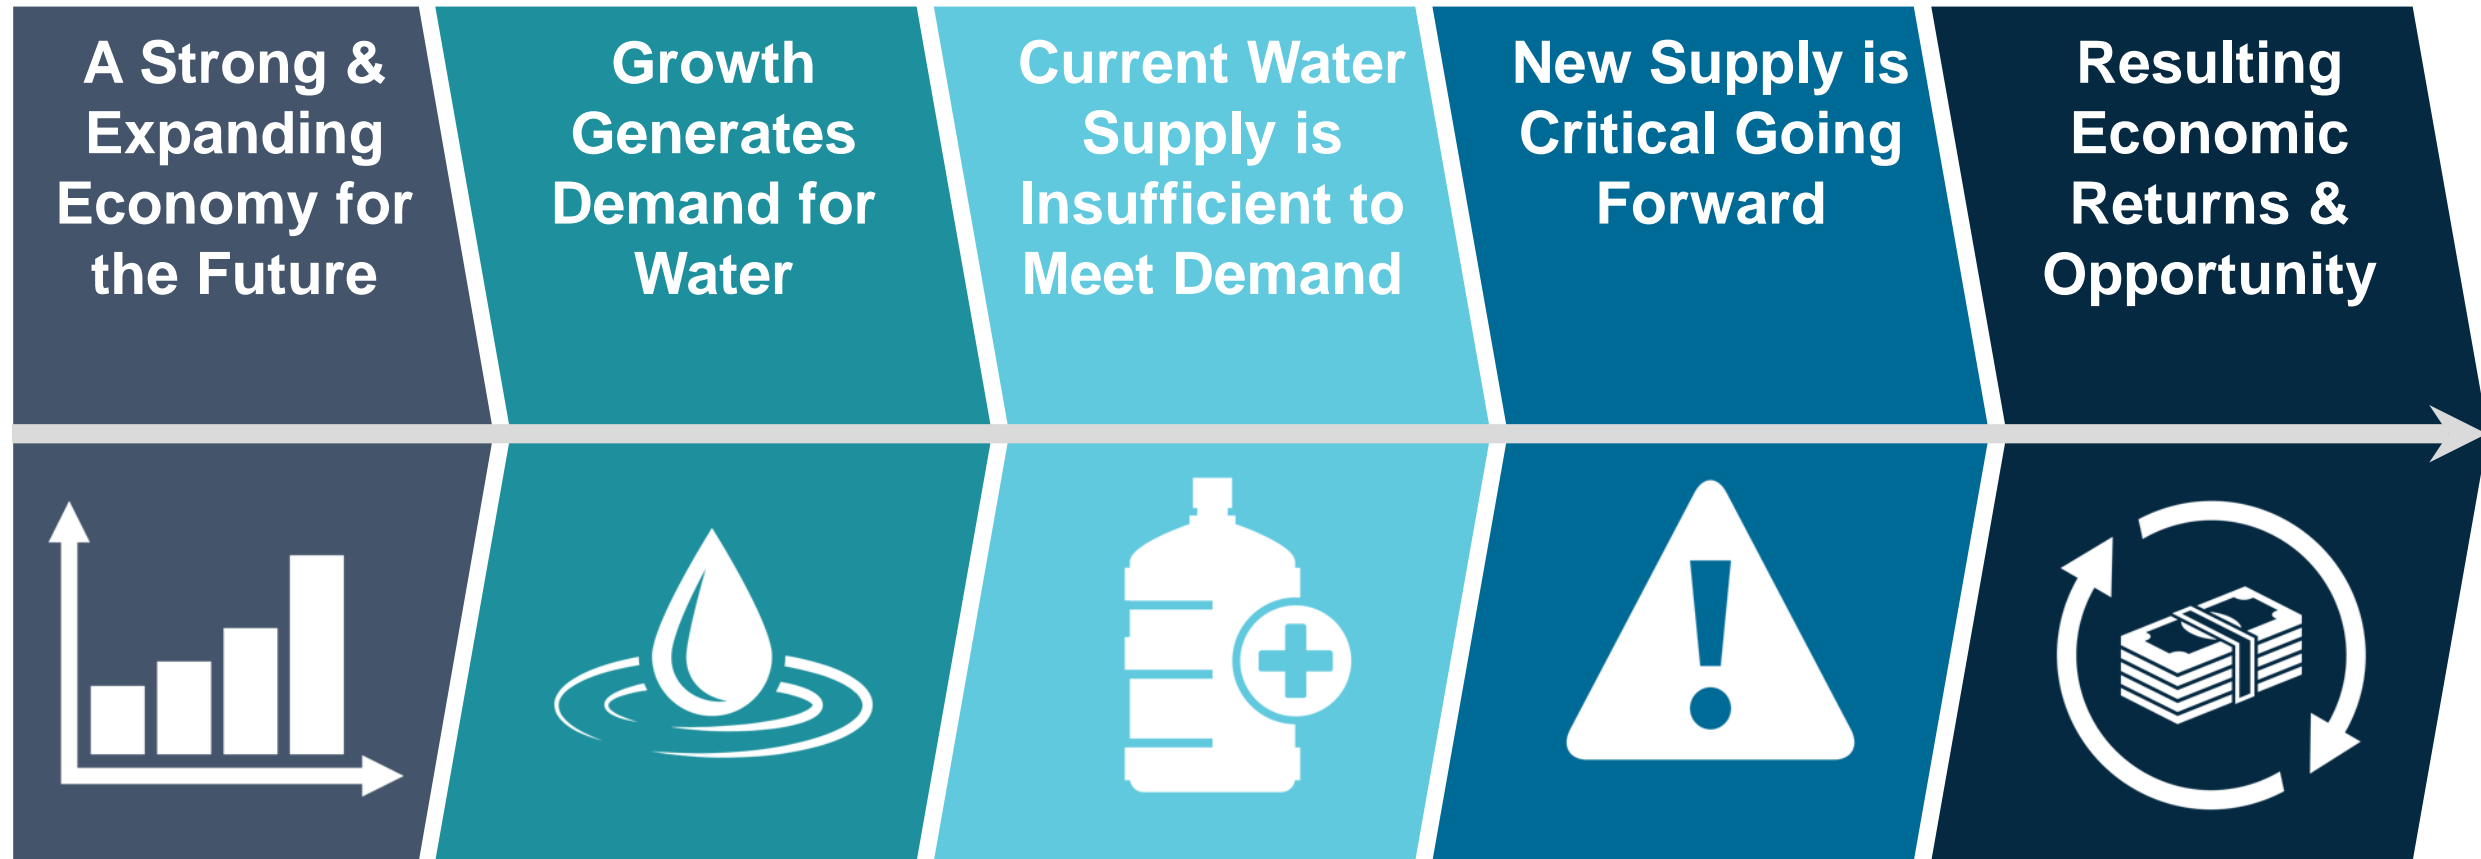 A Strong &
Expanding
Economy for
the Future
Growth
Generates
Demand for
Water
Current Water
Supply is
Insufficient to
Meet Demand
New Supply is
Critical Going
Forward
Resulting
Economic
Returns &
Opportunity